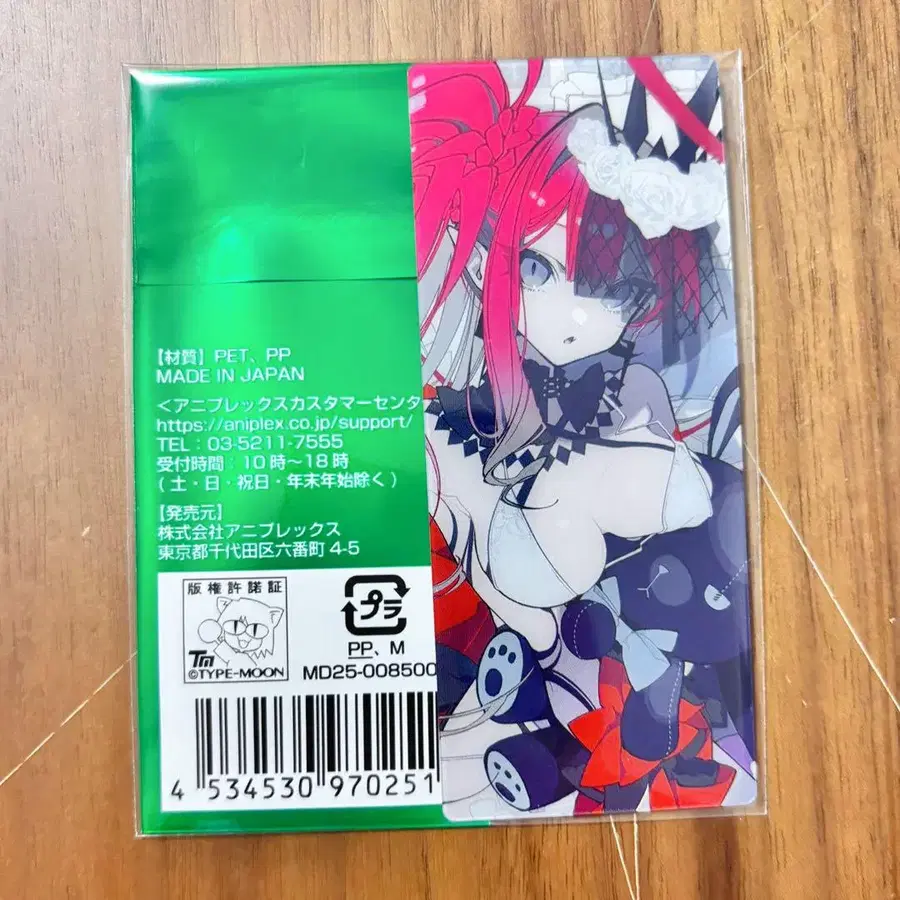 【材質】PET、PP
MADE IN JAPAN
＜アニプレックスカスタマーセンタ
https://aniplex.co.jp/support/
TEL：03-5211-7555
受付時間：10時〜18時
(土・日・祝日・年末年始除く)
【発売元】
株式会社アニプレックス
東京都千代田区六番町 4-5
版権許諾証
TM
©TYPE-MOON
プラ
PP、M
MD25-008500
4 534530 970251